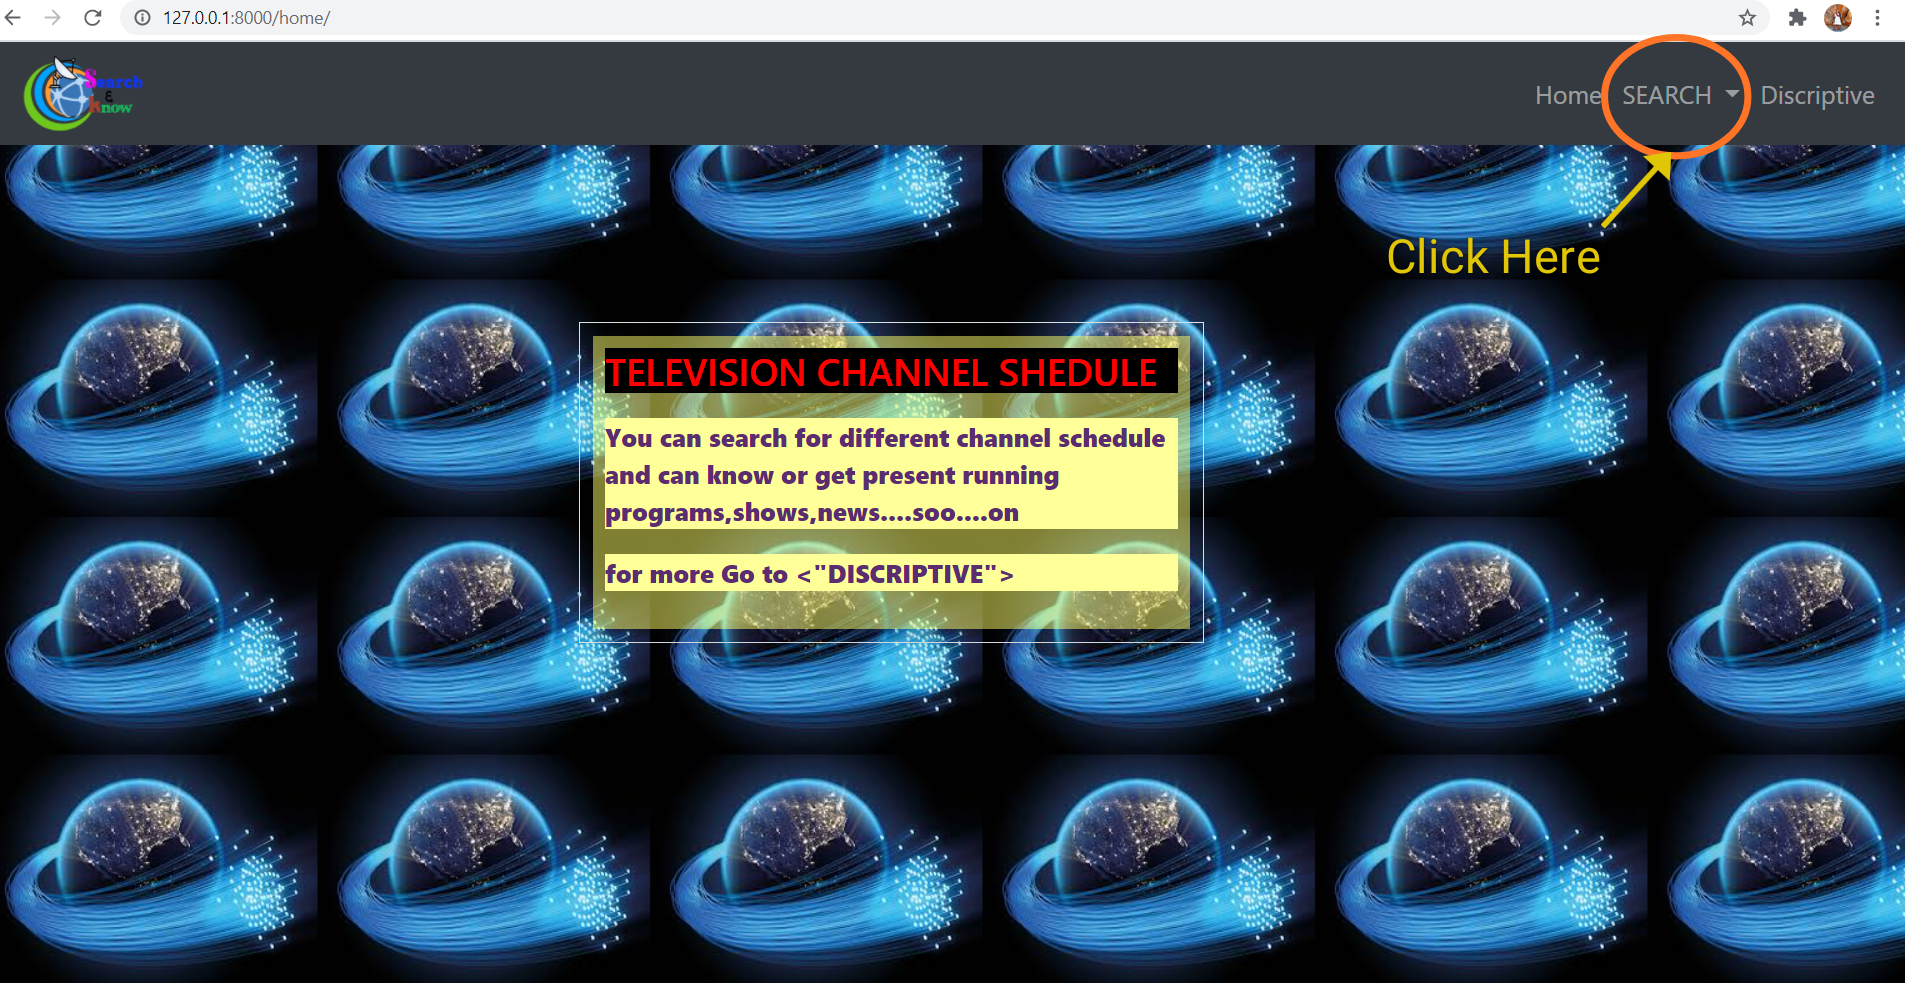 127.0.0.1:8000/home/
Search
&
Know
Home SEARCH Discriptive
Click Here
TELEVISION CHANNEL SHEDULE
You can search for different channel schedule
and can know or get present running
programs,shows,news....soo....on
for more Go to <"DISCRIPTIVE">